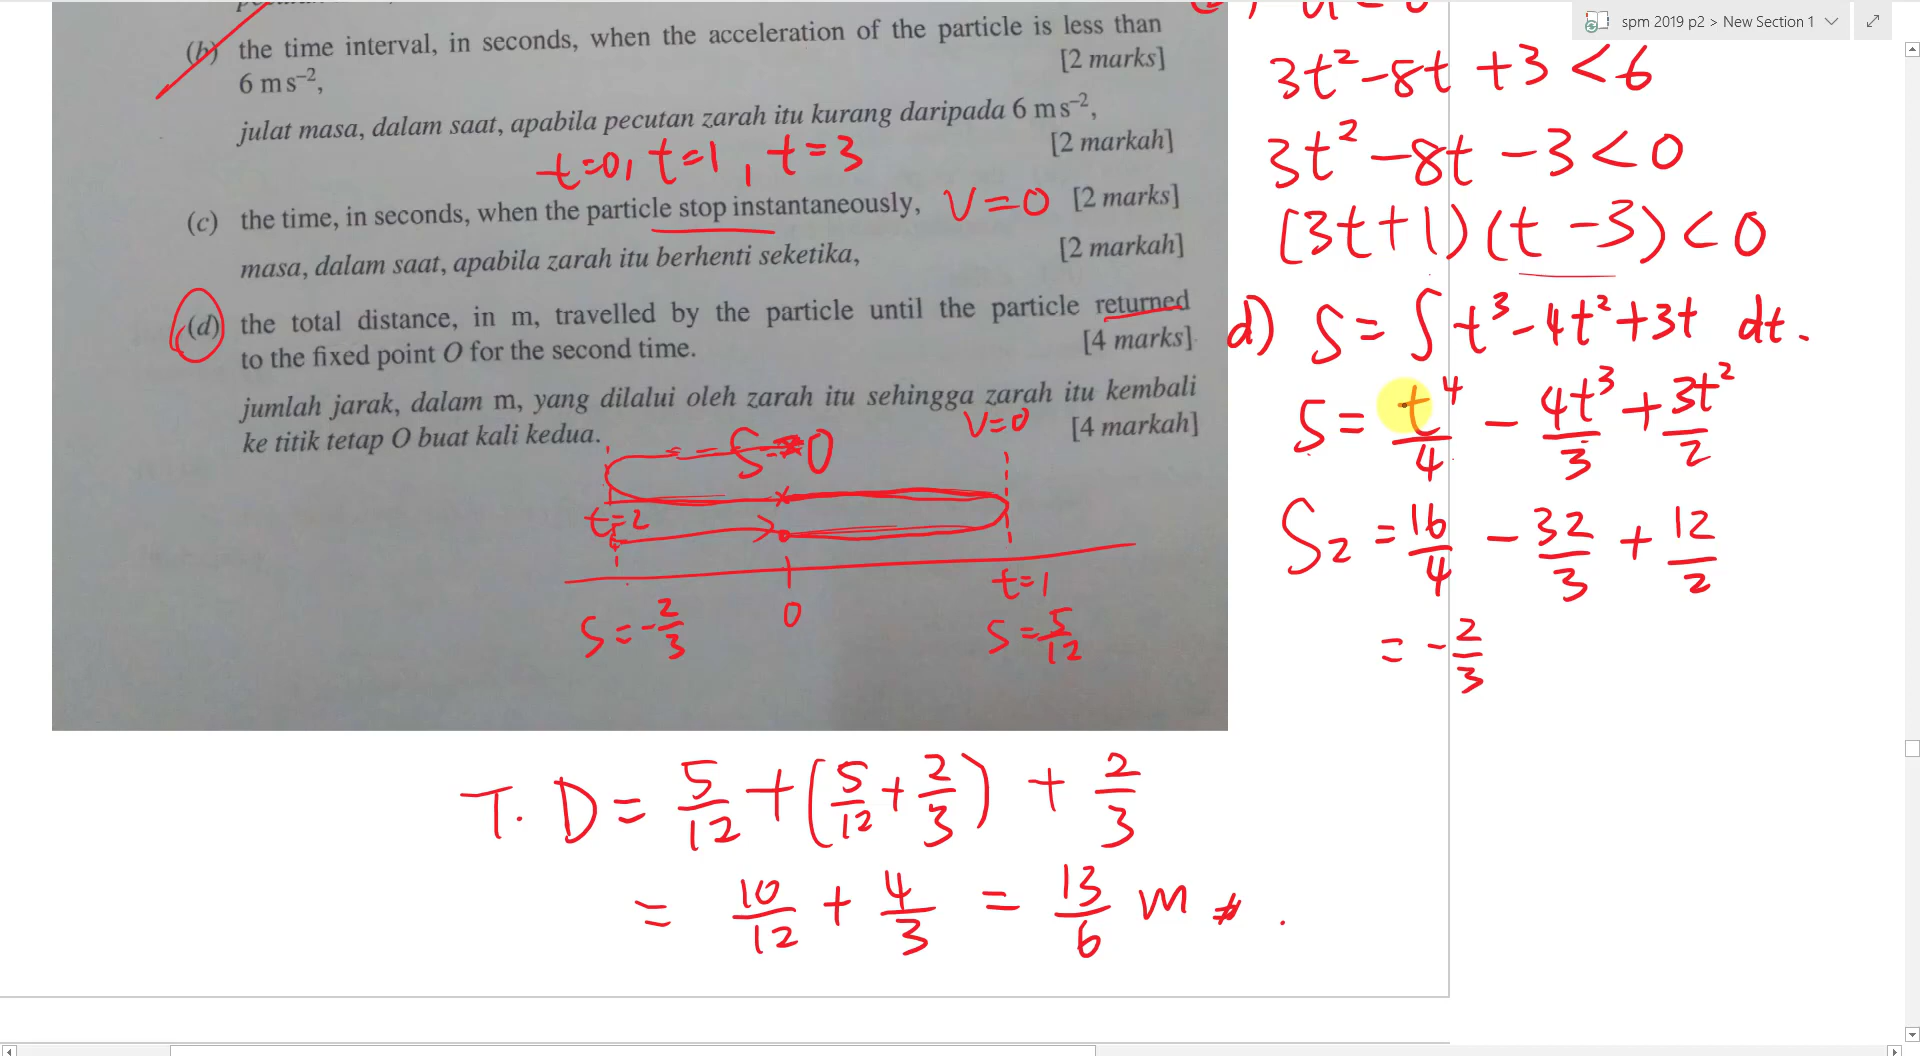 spm 2019 p2 > New Section 1
(b) the time interval, in seconds, when the acceleration of the particle is less than
6 m s⁻², [2 marks]
julat masa, dalam saat, apabila pecutan zarah itu kurang daripada 6 m s⁻²,
[2 markah]
t=0, t=1, t=3
(c) the time, in seconds, when the particle stop instantaneously, V=0 [2 marks]
masa, dalam saat, apabila zarah itu berhenti seketika, [2 markah]
(d) the total distance, in m, travelled by the particle until the particle returned
to the fixed point O for the second time. [4 marks]
jumlah jarak, dalam m, yang dilalui oleh zarah itu sehingga zarah itu kembali
ke titik tetap O buat kali kedua. [4 markah]
V=0
S=0
t=2
t=1
0
S=-2/3
S=5/12
3t²-8t+3<6
3t²-8t-3<0
(3t+1)(t-3)<0
d) S=∫t³-4t²+3t dt.
S=t⁴/4-4t³/3+3t²/2
S₂=16/4-32/3+12/2
=-2/3
T.D=5/12+(5/12+2/3)+2/3
=10/12+4/3=13/6 m